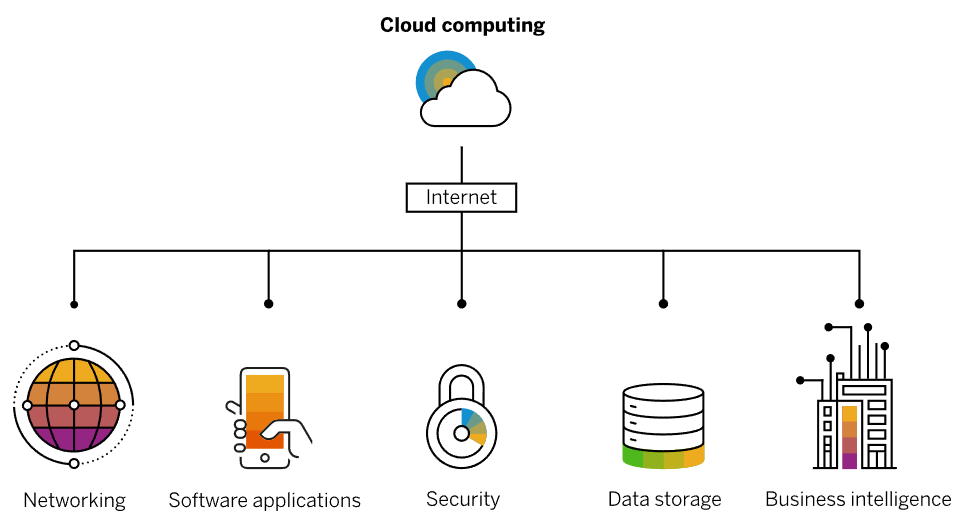 Cloud computing
Internet
Networking
Software applications
Security
Data storage
Business intelligence